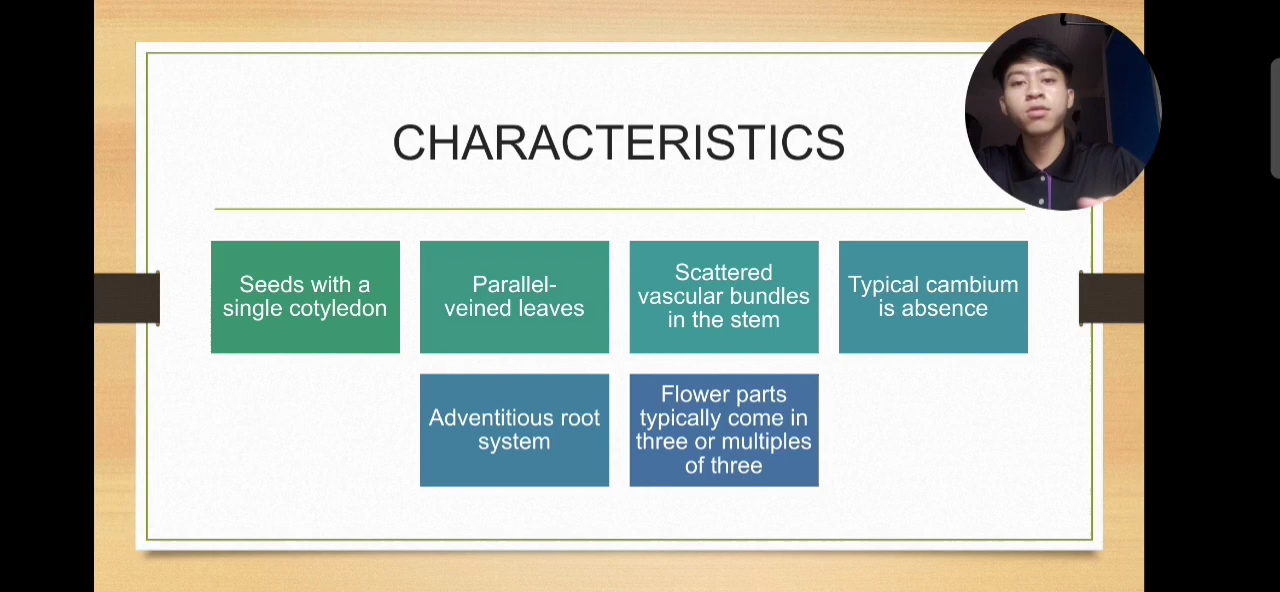 CHARACTERISTICS
Seeds with a
single cotyledon
Parallel-
veined leaves
Scattered
vascular bundles
in the stem
Typical cambium
is absence
Adventitious root
system
Flower parts
typically come in
three or multiples
of three